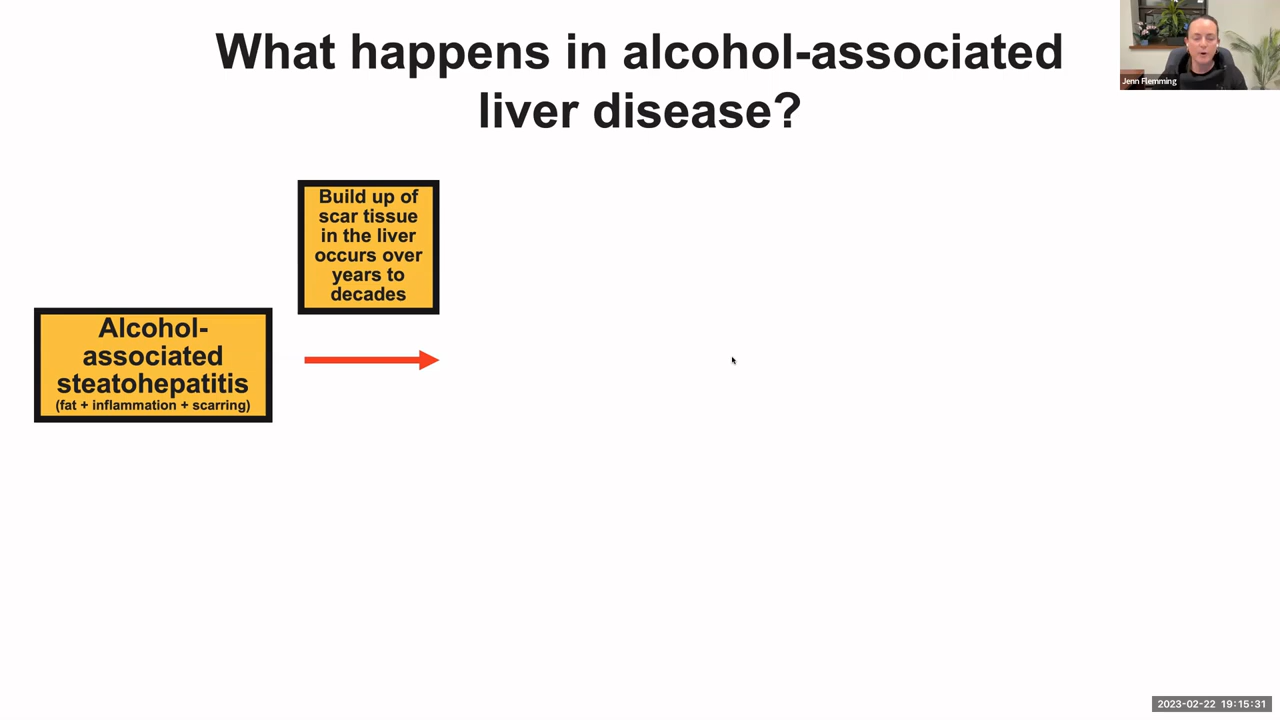 What happens in alcohol-associated
liver disease?
Jenn Flemming
Build up of
scar tissue
in the liver
occurs over
years to
decades
Alcohol-
associated
steatohepatitis
(fat + inflammation + scarring)
2023-02-22 19:15:31